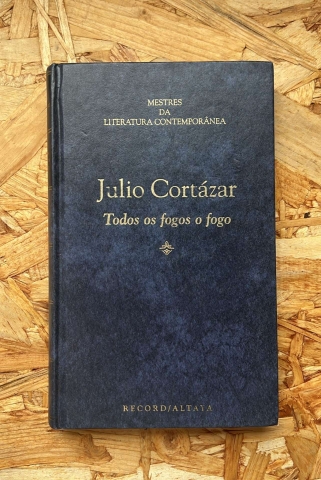 MESTRES
DA
LITERATURA CONTEMPORÂNEA
Julio Cortázar
Todos os fogos o fogo
RECORD/ALTAYA